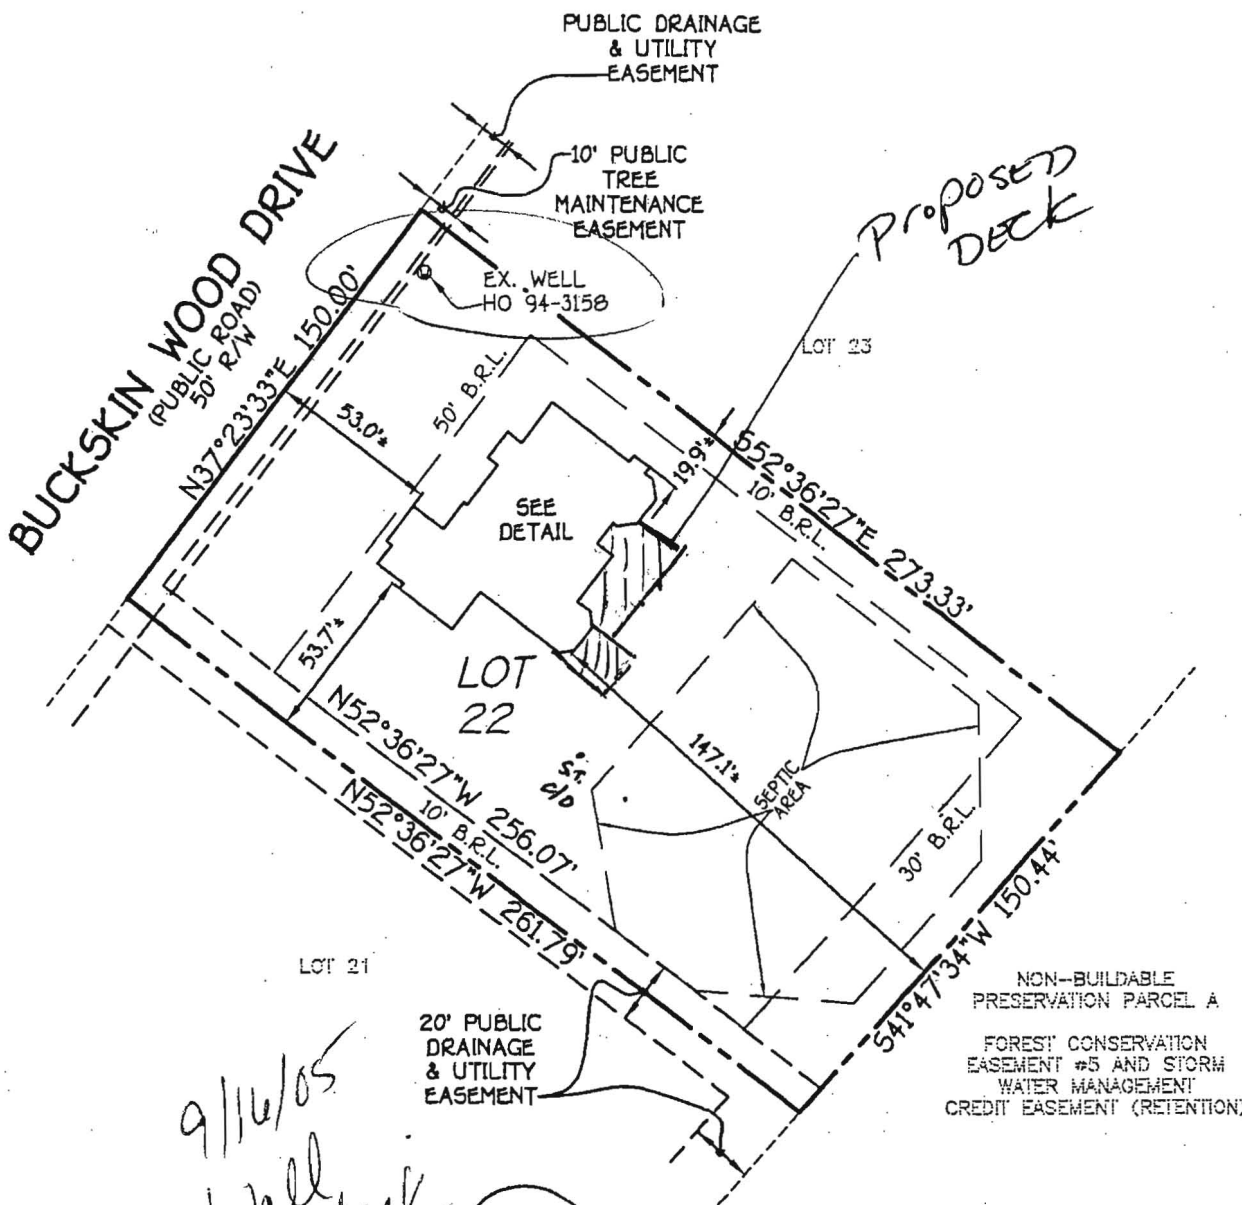 PUBLIC DRAINAGE
& UTILITY
EASEMENT
10' PUBLIC
TREE
MAINTENANCE
EASEMENT
PROPOSED
DECK
BUCKSKIN WOOD DRIVE
(PUBLIC ROAD)
50' R/W
N37°23'33"E 150.00'
EX. WELL
HO 94-3158
LOT 23
50' B.R.L.
53.0'±
19.9'±
S52°36'27"E 273.33'
10' B.R.L.
SEE
DETAIL
53.7'±
LOT
22
N52°36'27"W 256.07'
10' B.R.L.
N52°36'27"W 261.79'
S.T.
c/o
147.1'±
SEPTIC
AREA
30' B.R.L.
S41°47'34"W 150.44'
LOT 21
NON-BUILDABLE
PRESERVATION PARCEL A
FOREST CONSERVATION
EASEMENT #5 AND STORM
WATER MANAGEMENT
CREDIT EASEMENT (RETENTION)
20' PUBLIC
DRAINAGE
& UTILITY
EASEMENT
9/16/05